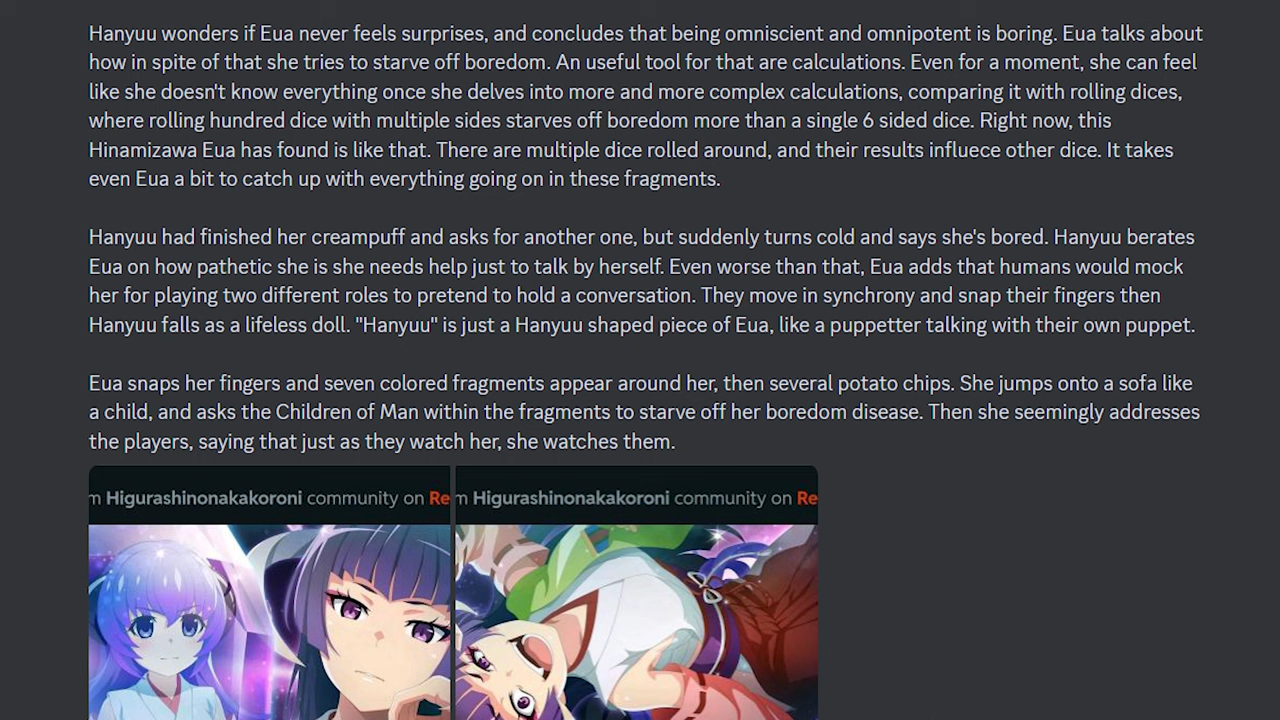 Hanyuu wonders if Eua never feels surprises, and concludes that being omniscient and omnipotent is boring. Eua talks about
how in spite of that she tries to starve off boredom. An useful tool for that are calculations. Even for a moment, she can feel
like she doesn't know everything once she delves into more and more complex calculations, comparing it with rolling dices,
where rolling hundred dice with multiple sides starves off boredom more than a single 6 sided dice. Right now, this
Hinamizawa Eua has found is like that. There are multiple dice rolled around, and their results influece other dice. It takes
even Eua a bit to catch up with everything going on in these fragments.
Hanyuu had finished her creampuff and asks for another one, but suddenly turns cold and says she's bored. Hanyuu berates
Eua on how pathetic she is she needs help just to talk by herself. Even worse than that, Eua adds that humans would mock
her for playing two different roles to pretend to hold a conversation. They move in synchrony and snap their fingers then
Hanyuu falls as a lifeless doll. "Hanyuu" is just a Hanyuu shaped piece of Eua, like a puppetter talking with their own puppet.
Eua snaps her fingers and seven colored fragments appear around her, then several potato chips. She jumps onto a sofa like
a child, and asks the Children of Man within the fragments to starve off her boredom disease. Then she seemingly addresses
the players, saying that just as they watch her, she watches them.
m Higurashinonakakoroni community on Re
m Higurashinonakakoroni community on Re